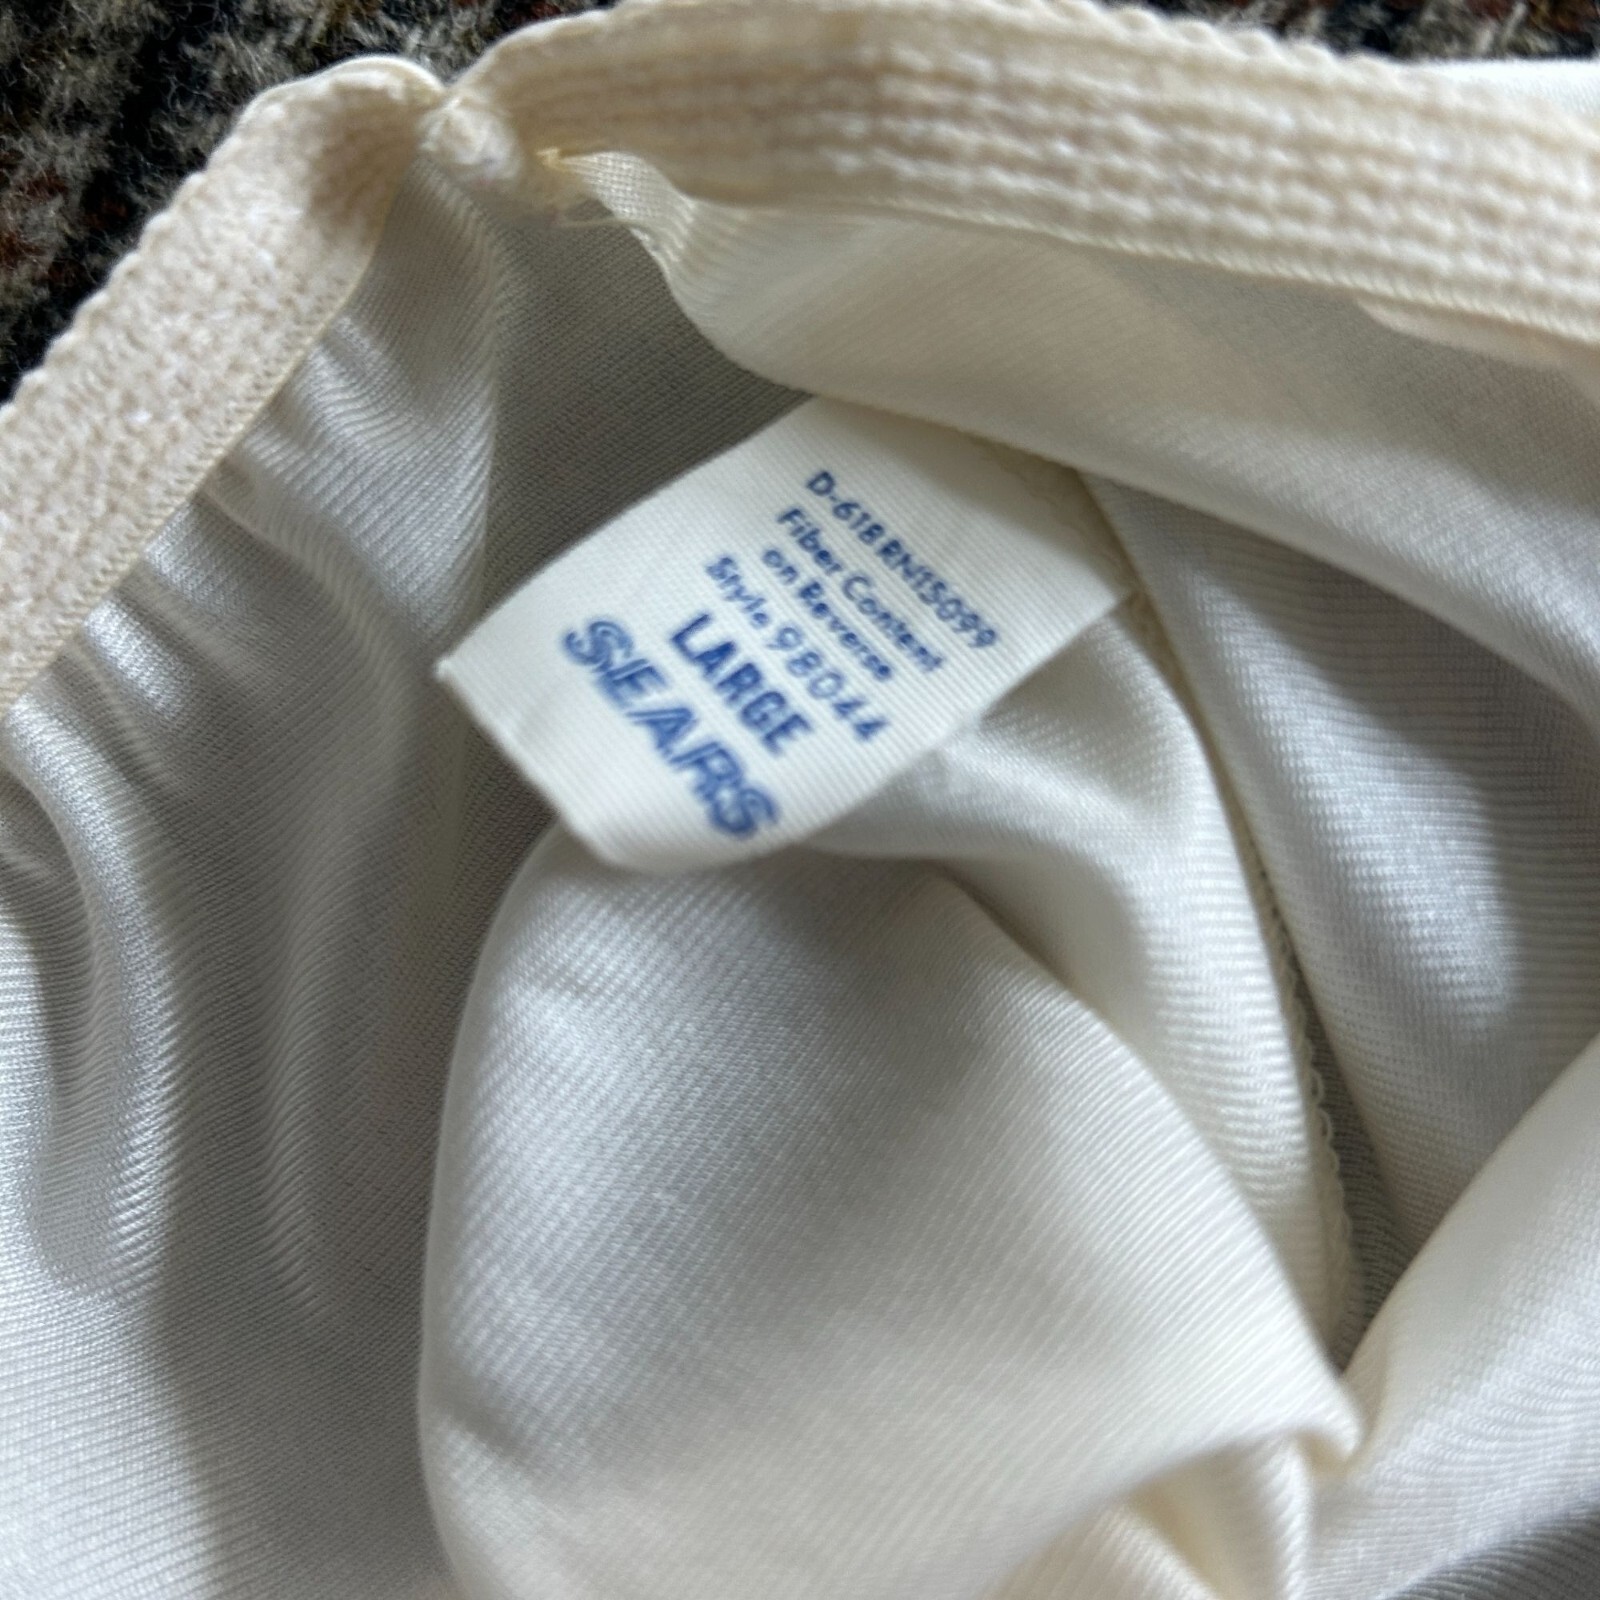 D-618 RN15099
Fiber Content
on Reverse
Style 98044
LARGE
SEARS